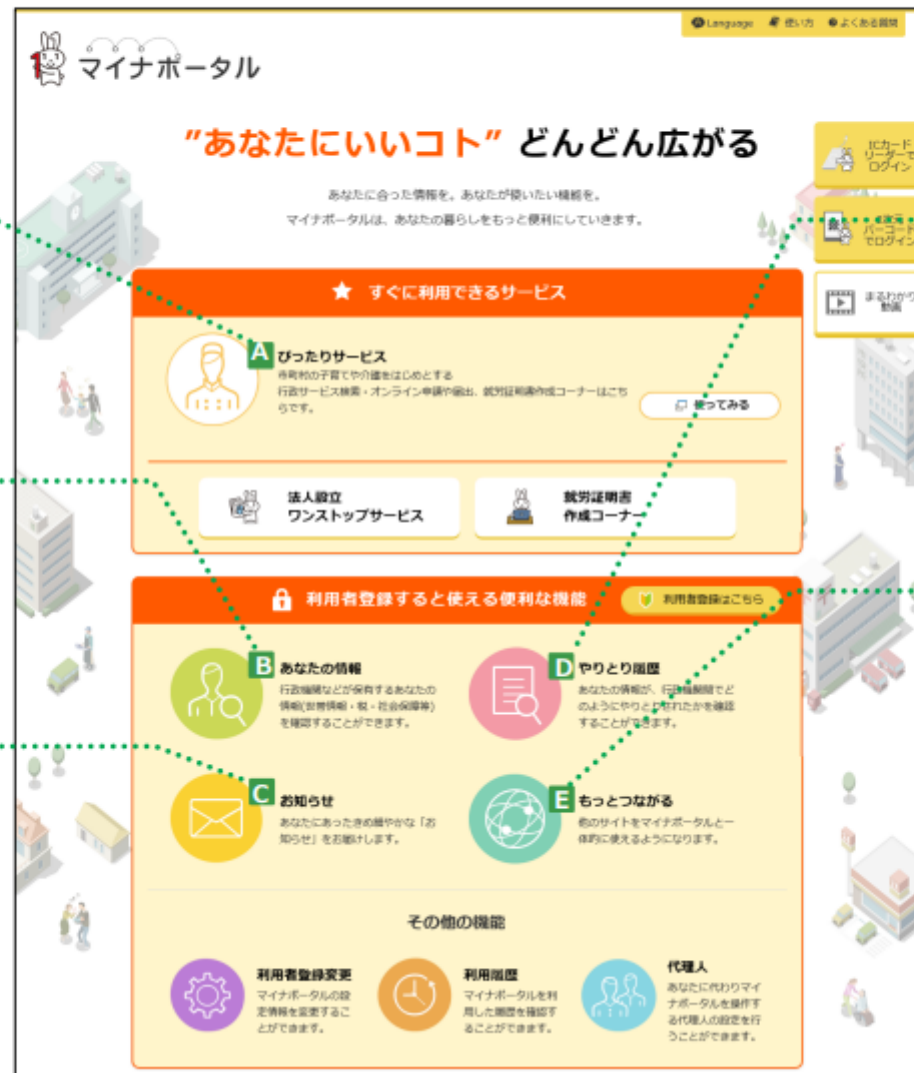 Language 使い方 よくある質問
マイナポータル
"あなたにいいコト" どんどん広がる
あなたに合った情報を。あなたが使いたい機能を。
マイナポータルは、あなたの暮らしをもっと便利にしていきます。
ICカード
リーダーで
ログイン
2次元
バーコード
でログイン
まるわかり
動画
★ すぐに利用できるサービス
A ぴったりサービス
市町村の子育てや介護をはじめとする
行政サービス検索・オンライン申請や届出、就労証明書作成コーナーはこち
らです。
使ってみる
法人設立
ワンストップサービス
就労証明書
作成コーナー
利用者登録すると使える便利な機能
利用者登録はこちら
B あなたの情報
行政機関などが保有するあなたの
情報(世帯情報・税・社会保障等)
を確認することができます。
D やりとり履歴
あなたの情報が、行政機関間でど
のようにやりとりされたかを確認
することができます。
C お知らせ
あなたにあったきめ細やかな「お
知らせ」をお届けします。
E もっとつながる
他のサイトをマイナポータルと一
体的に使えるようになります。
その他の機能
利用者登録変更
マイナポータルの設
定情報を変更するこ
とができます。
利用履歴
マイナポータルを利
用した履歴を確認す
ることができます。
代理人
あなたに代わりマイ
ナポータルを操作す
る代理人の設定を行
うことができます。